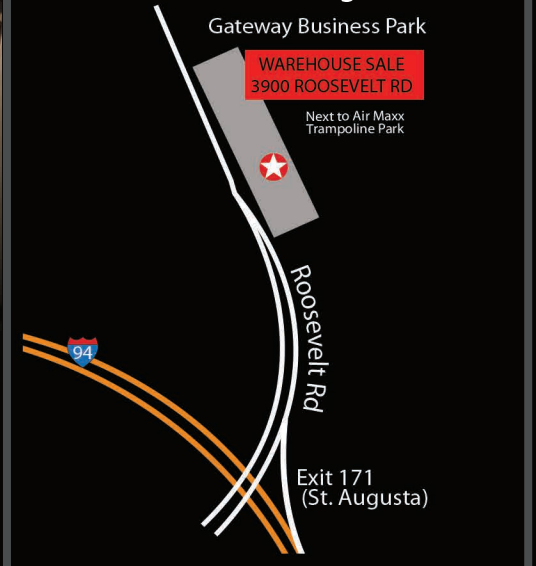 Gateway Business Park
WAREHOUSE SALE
3900 ROOSEVELT RD
Next to Air Maxx
Trampoline Park
Roosevelt Rd
94
Exit 171
(St. Augusta)